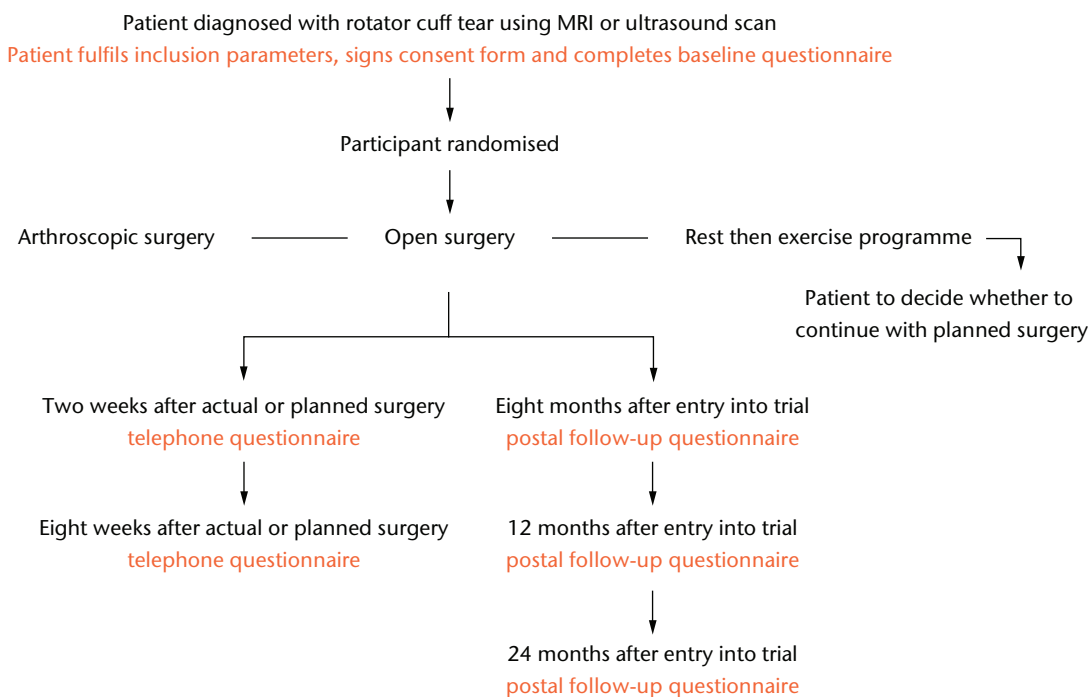 Patient diagnosed with rotator cuff tear using MRI or ultrasound scan
Patient fulfils inclusion parameters, signs consent form and completes baseline questionnaire
Participant randomised
Arthroscopic surgery
Open surgery
Rest then exercise programme
Patient to decide whether to
continue with planned surgery
Two weeks after actual or planned surgery
telephone questionnaire
Eight weeks after actual or planned surgery
telephone questionnaire
Eight months after entry into trial
postal follow-up questionnaire
12 months after entry into trial
postal follow-up questionnaire
24 months after entry into trial
postal follow-up questionnaire